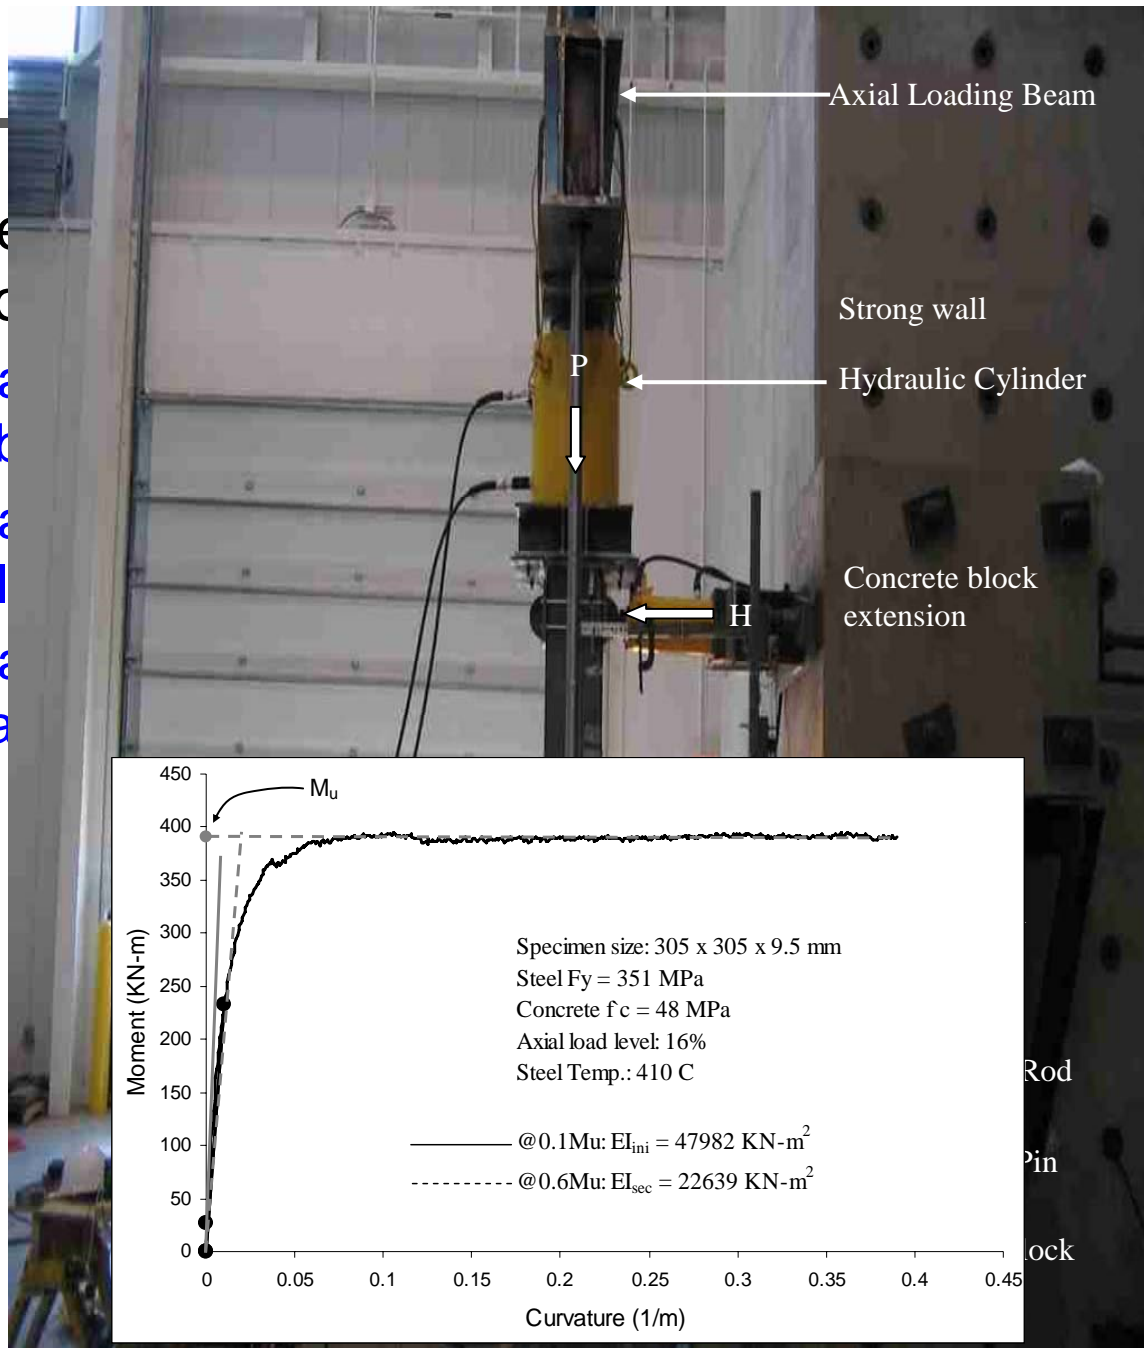 Axial Loading Beam
Strong wall
P
Hydraulic Cylinder
Concrete block
extension
H
450
400
350
300
250
200
150
100
50
0
Moment (KN-m)
Mu
Specimen size: 305 x 305 x 9.5 mm
Steel Fy = 351 MPa
Concrete f`c = 48 MPa
Axial load level: 16%
Steel Temp.: 410 C
@0.1Mu: EIini = 47982 KN-m²
@0.6Mu: EIsec = 22639 KN-m²
0 0.05 0.1 0.15 0.2 0.25 0.3 0.35 0.4 0.45
Curvature (1/m)
Rod
Pin
lock